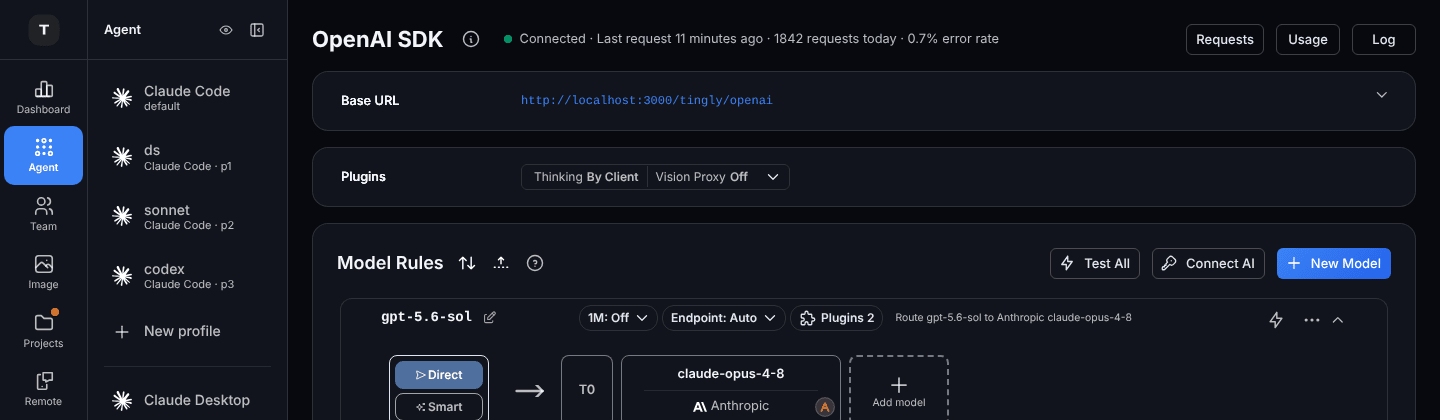 T
Agent
OpenAI SDK
Connected · Last request 11 minutes ago · 1842 requests today · 0.7% error rate
Requests
Usage
Log
Dashboard
Agent
Team
Image
Projects
Remote
Claude Code
default
ds
Claude Code · p1
sonnet
Claude Code · p2
codex
Claude Code · p3
New profile
Claude Desktop
Base URL
http://localhost:3000/tingly/openai
Plugins
Thinking By Client
Vision Proxy Off
Model Rules
Test All
Connect AI
New Model
gpt-5.6-sol
1M: Off
Endpoint: Auto
Plugins 2
Route gpt-5.6-sol to Anthropic claude-opus-4-8
Direct
Smart
T0
claude-opus-4-8
Anthropic
A
Add model